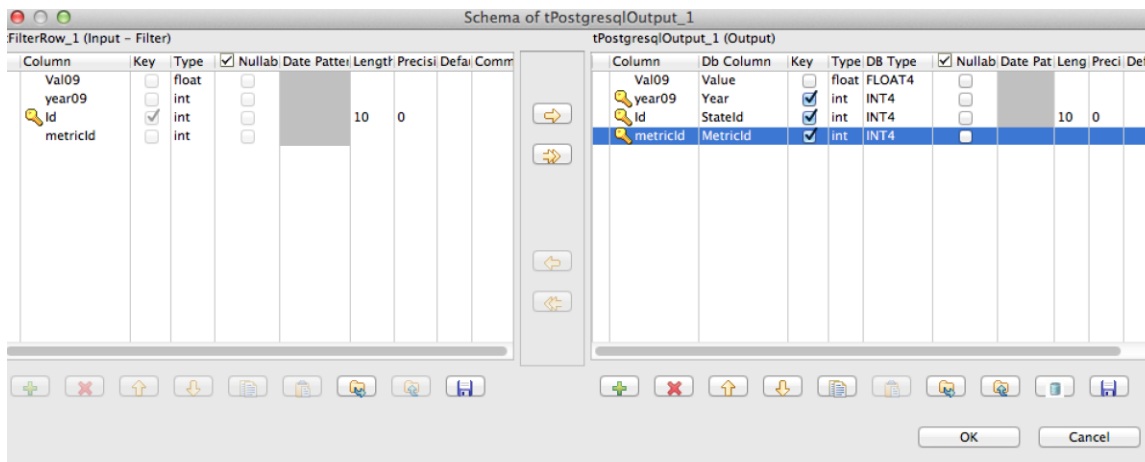 Schema of tPostgresqlOutput_1
FilterRow_1 (Input - Filter)
tPostgresqlOutput_1 (Output)
Column Key Type Nullab Date Patter Length Precisi Defau Comm
Val09 float
year09 int
Id int 10 0
metricId int
Column Db Column Key Type DB Type Nullab Date Pat Leng Preci Def
Val09 Value float FLOAT4
year09 Year int INT4
Id StateId int INT4 10 0
metricId MetricId int INT4
OK Cancel